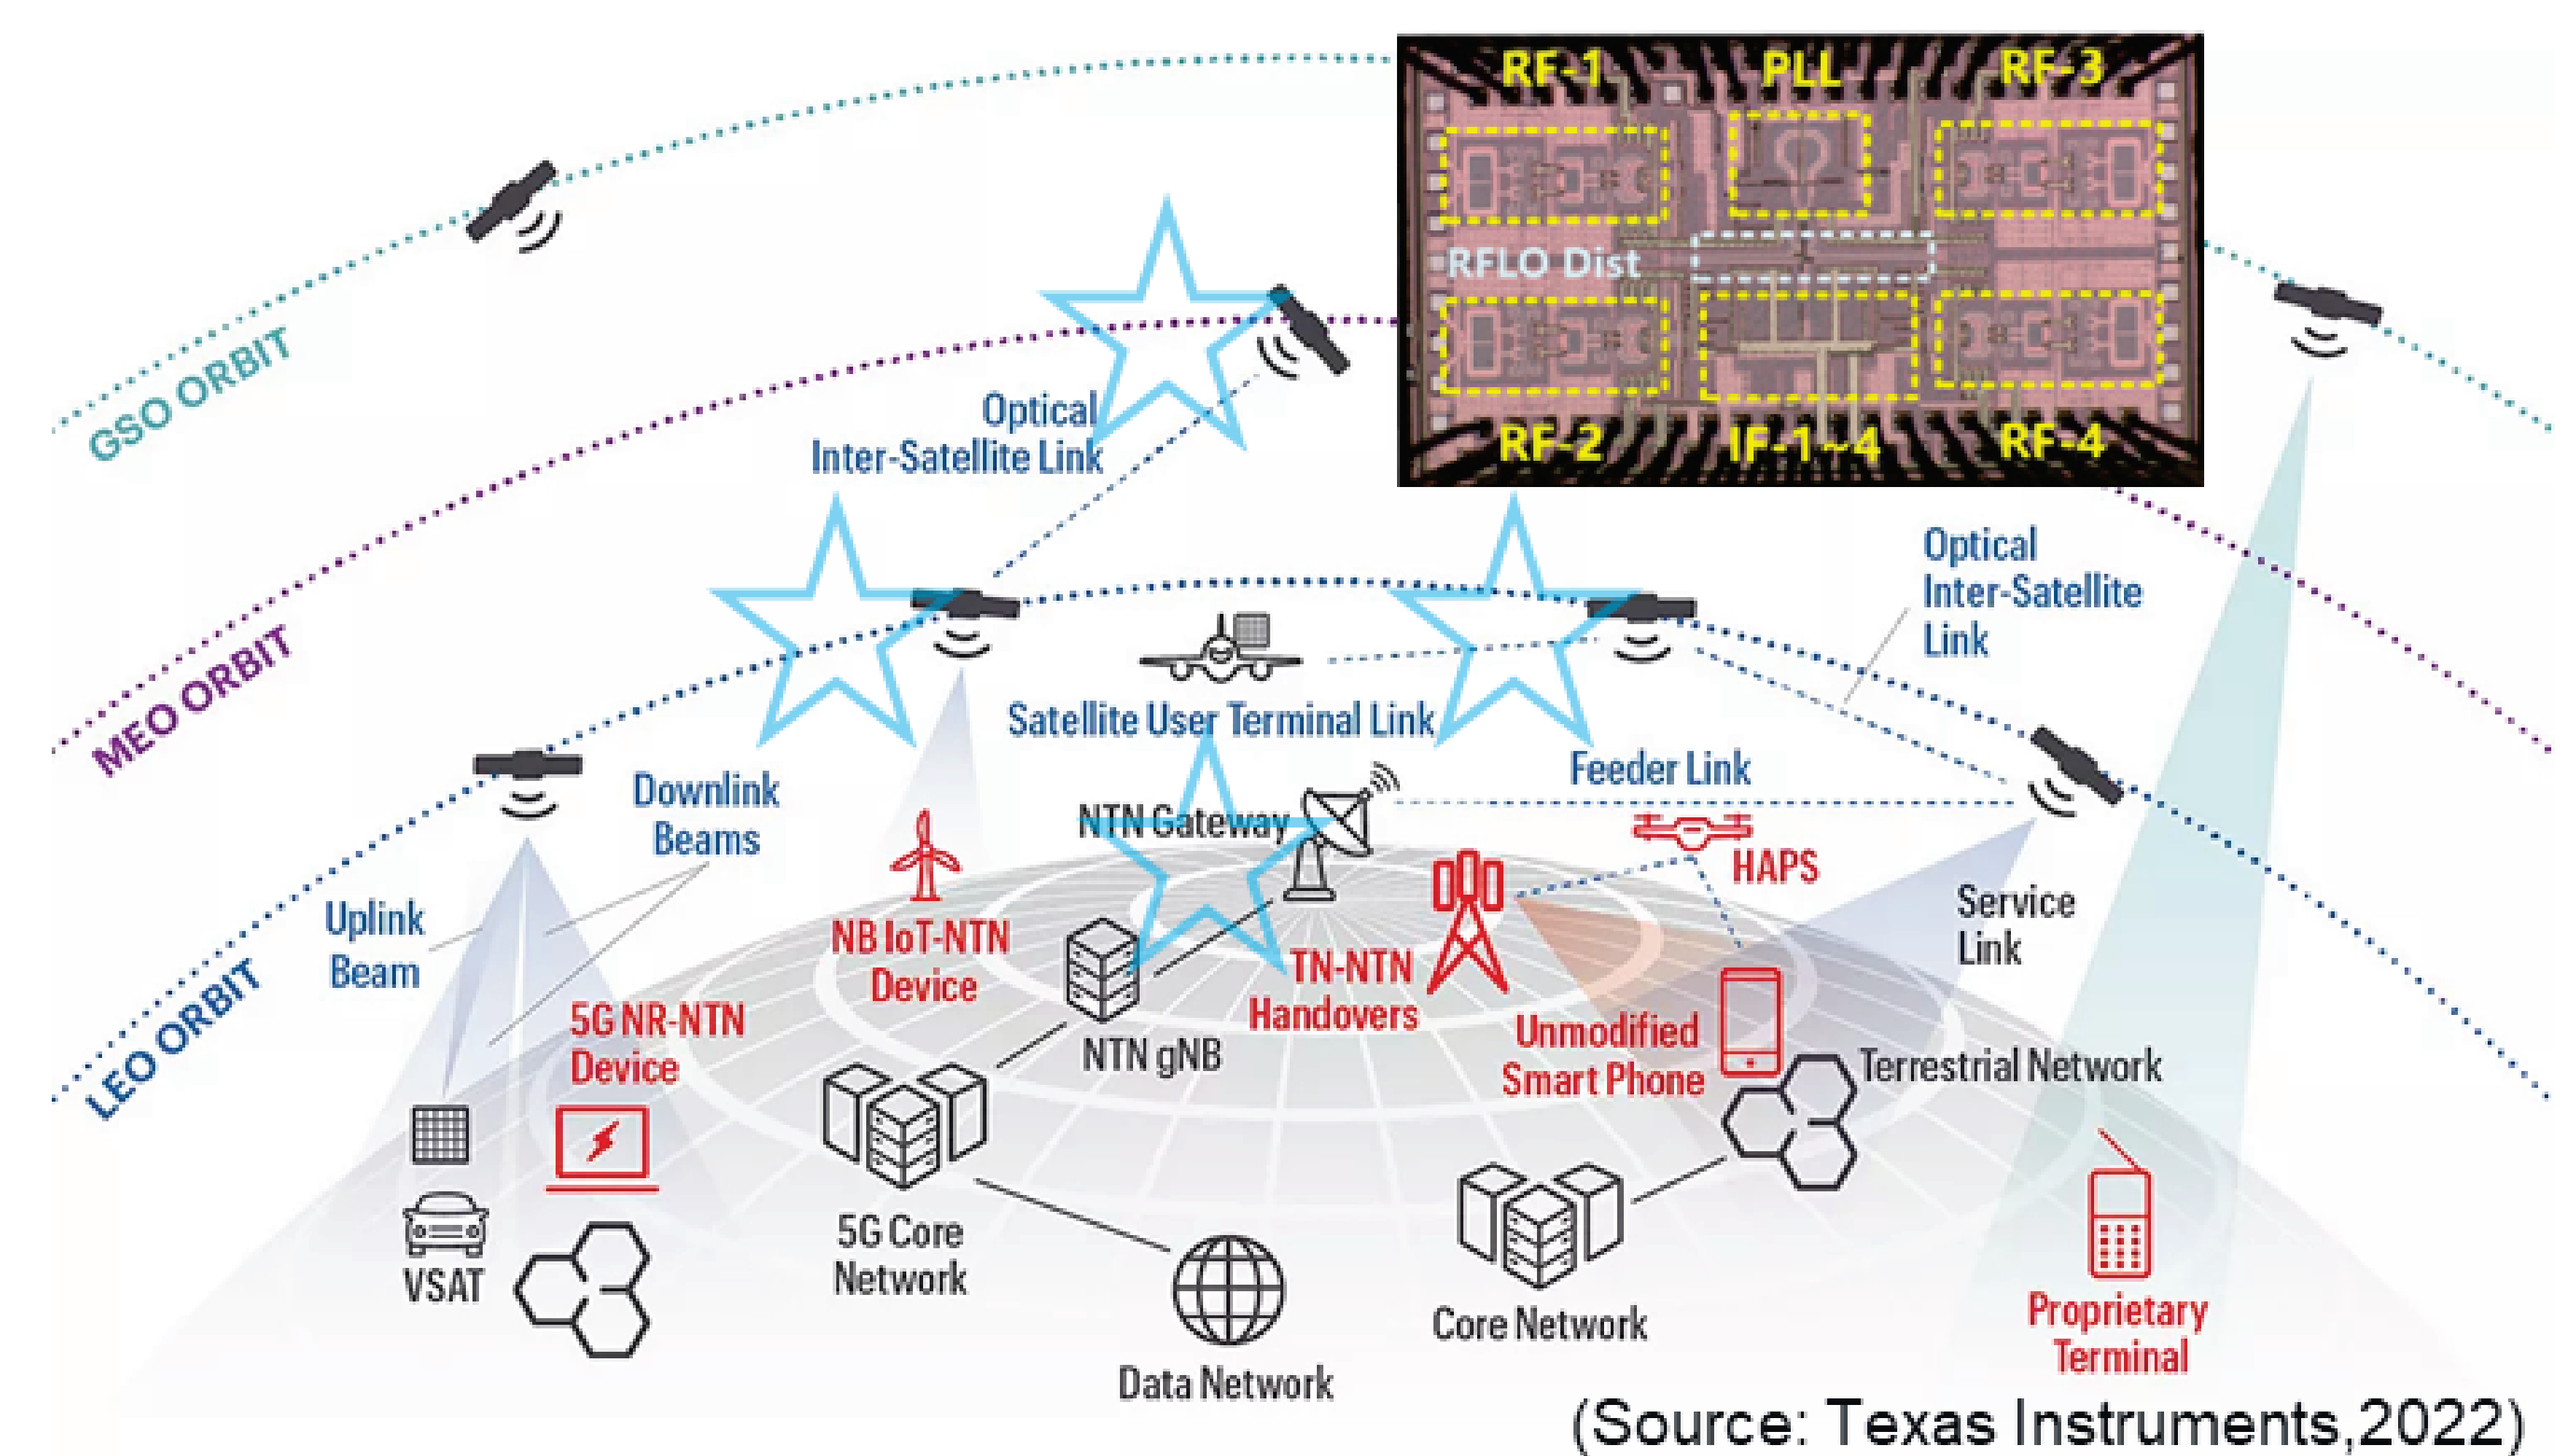 RF-1
PLL
RF-3
RFLO Dist
RF-2
IF-1~4
RF-4
GSO ORBIT
MEO ORBIT
LEO ORBIT
Optical
Inter-Satellite Link
Optical
Inter-Satellite
Link
Satellite User Terminal Link
Feeder Link
Downlink
Beams
NTN Gateway
HAPS
Uplink
Beam
NB IoT-NTN
Device
Service
Link
TN-NTN
Handovers
5G NR-NTN
Device
NTN gNB
Unmodified
Smart Phone
Terrestrial Network
VSAT
5G Core
Network
Core Network
Data Network
Proprietary
Terminal
(Source: Texas Instruments,2022)